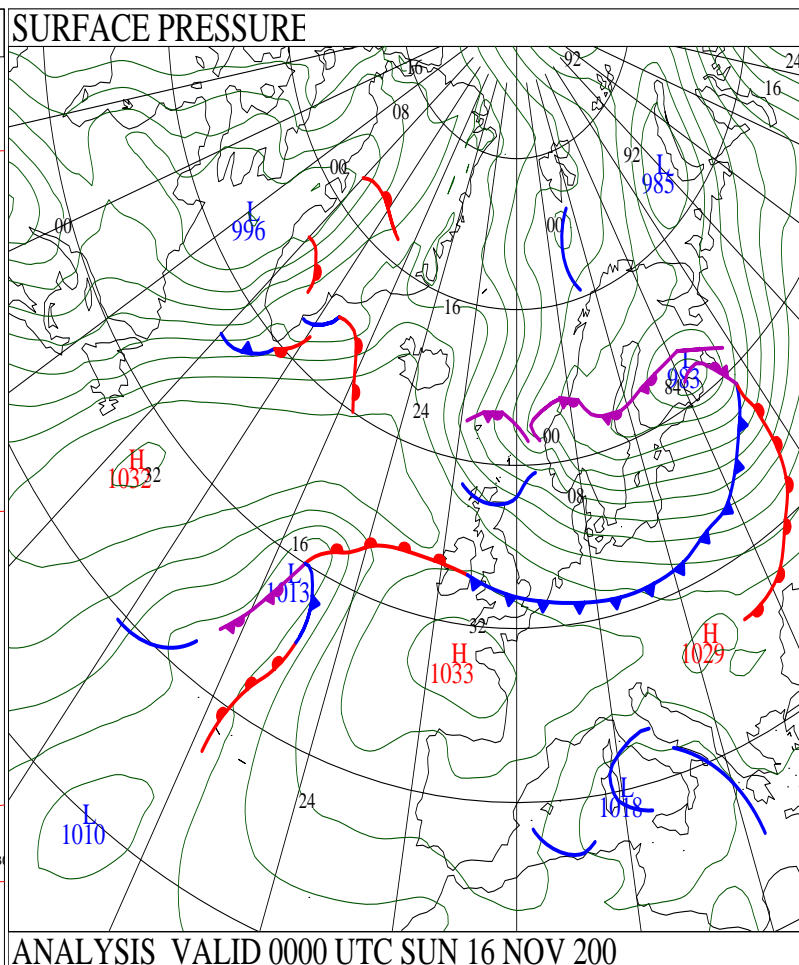 SURFACE PRESSURE
92
24
16
16
08
L
985
92
00
L
996
00
00
16
L
983
84
24
H
1032
32
00
08
16
L
1013
32
H
1033
H
1029
L
1018
24
L
1010
ANALYSIS VALID 0000 UTC SUN 16 NOV 200